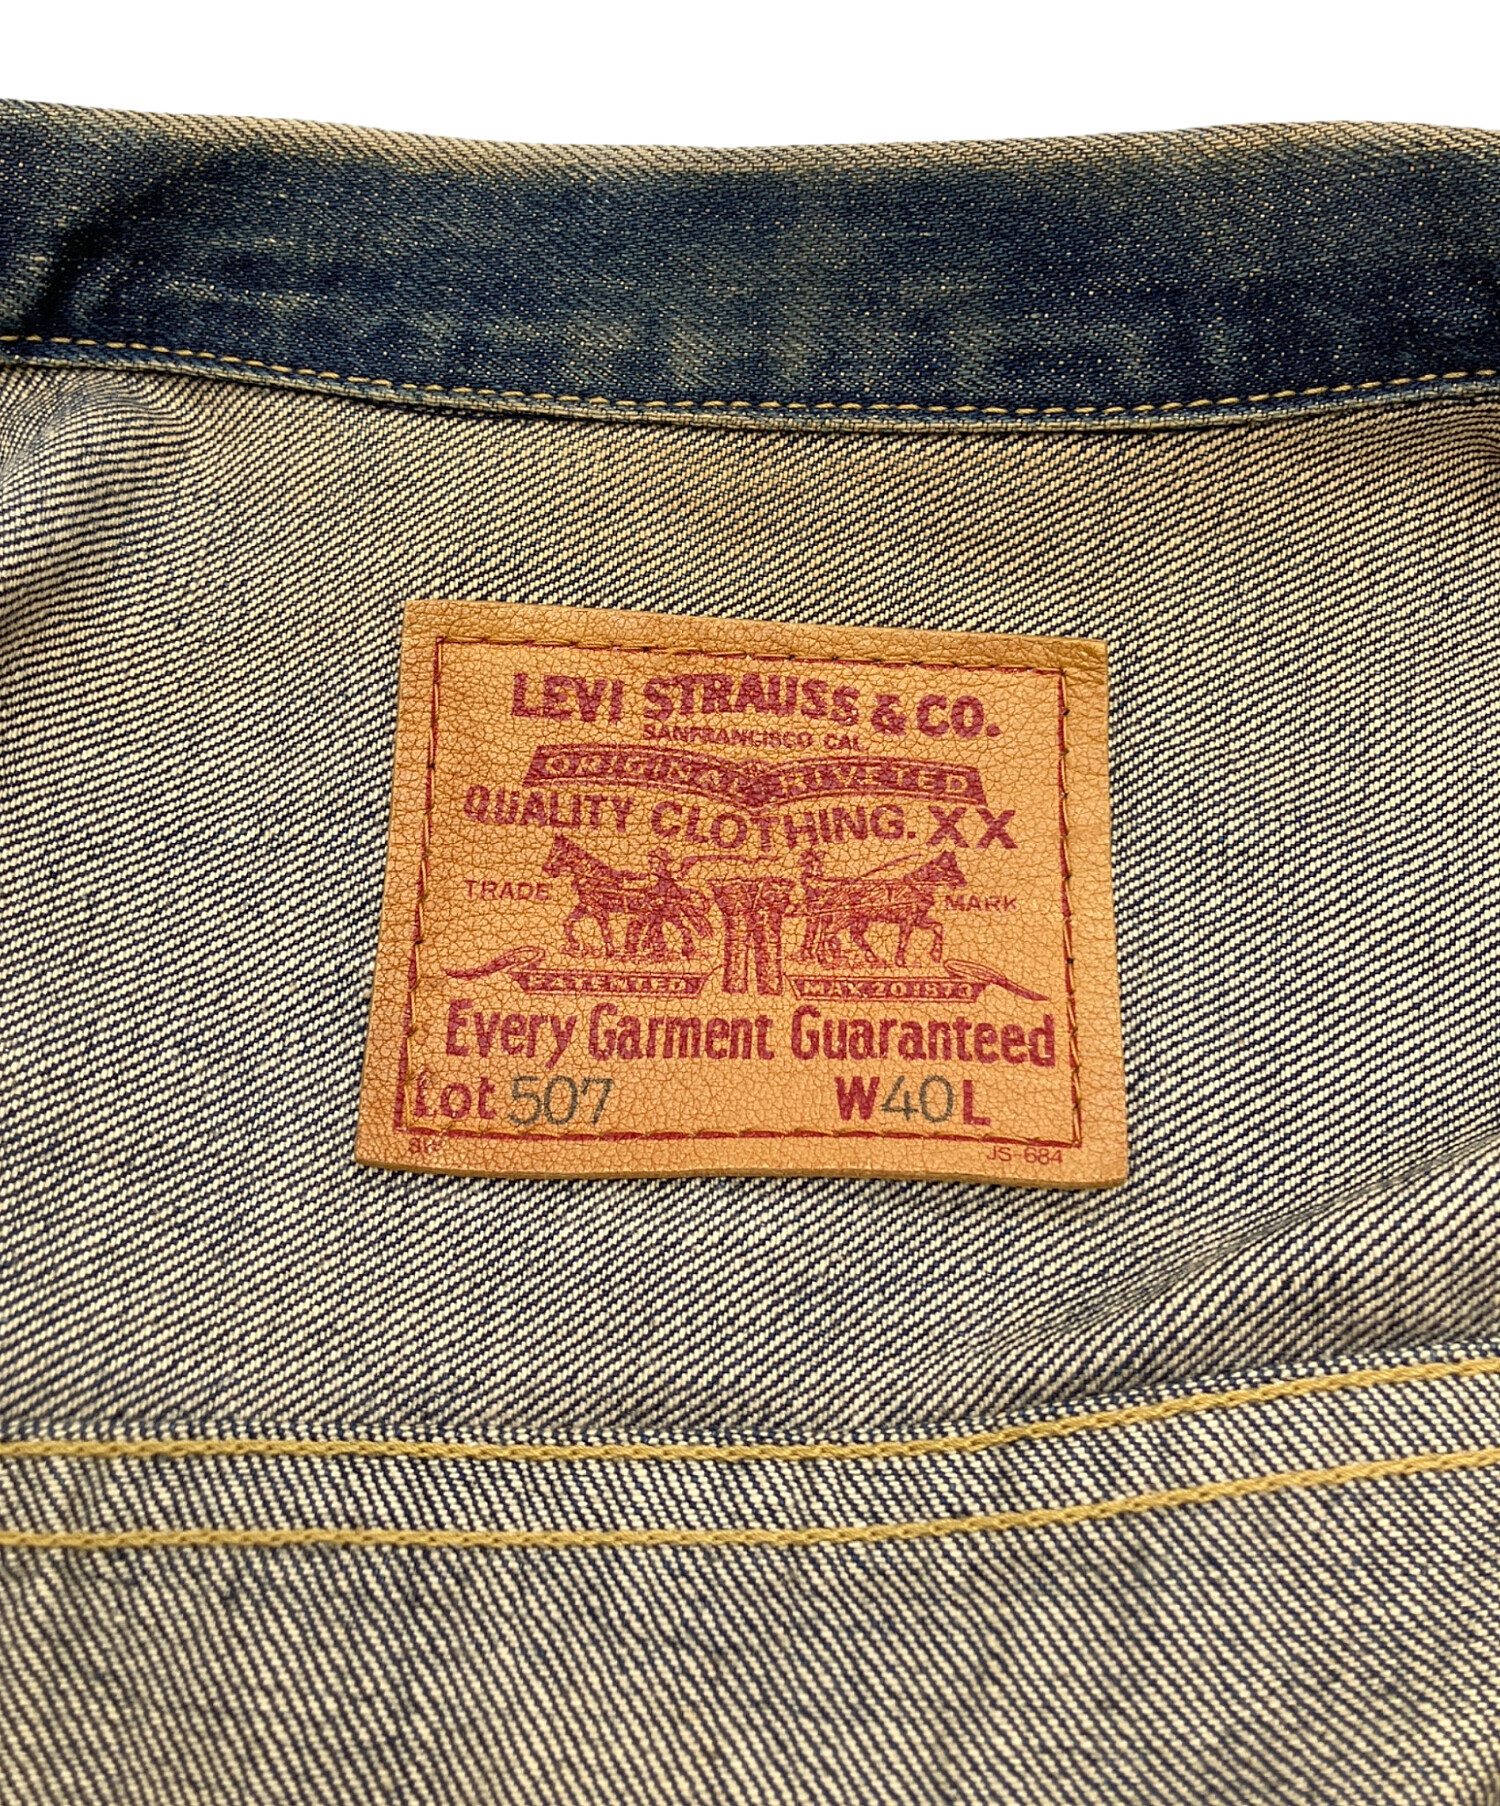 LEVI STRAUSS & CO.
SANFRANCISCO CAL
ORIGINAL RIVETED
QUALITY CLOTHING. XX
TRADE MARK
PATENTED MAY 20 1873
Every Garment Guaranteed
Lot 507 W40L
JS-684